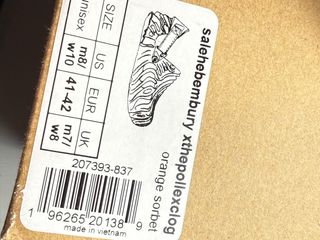 salehebembury xthepollexclog
orange sorbet
SIZE US EUR UK
unisex m8/ 41-42 m7/
w10 w8
207393-837
1 96265 20138 9
made in vietnam